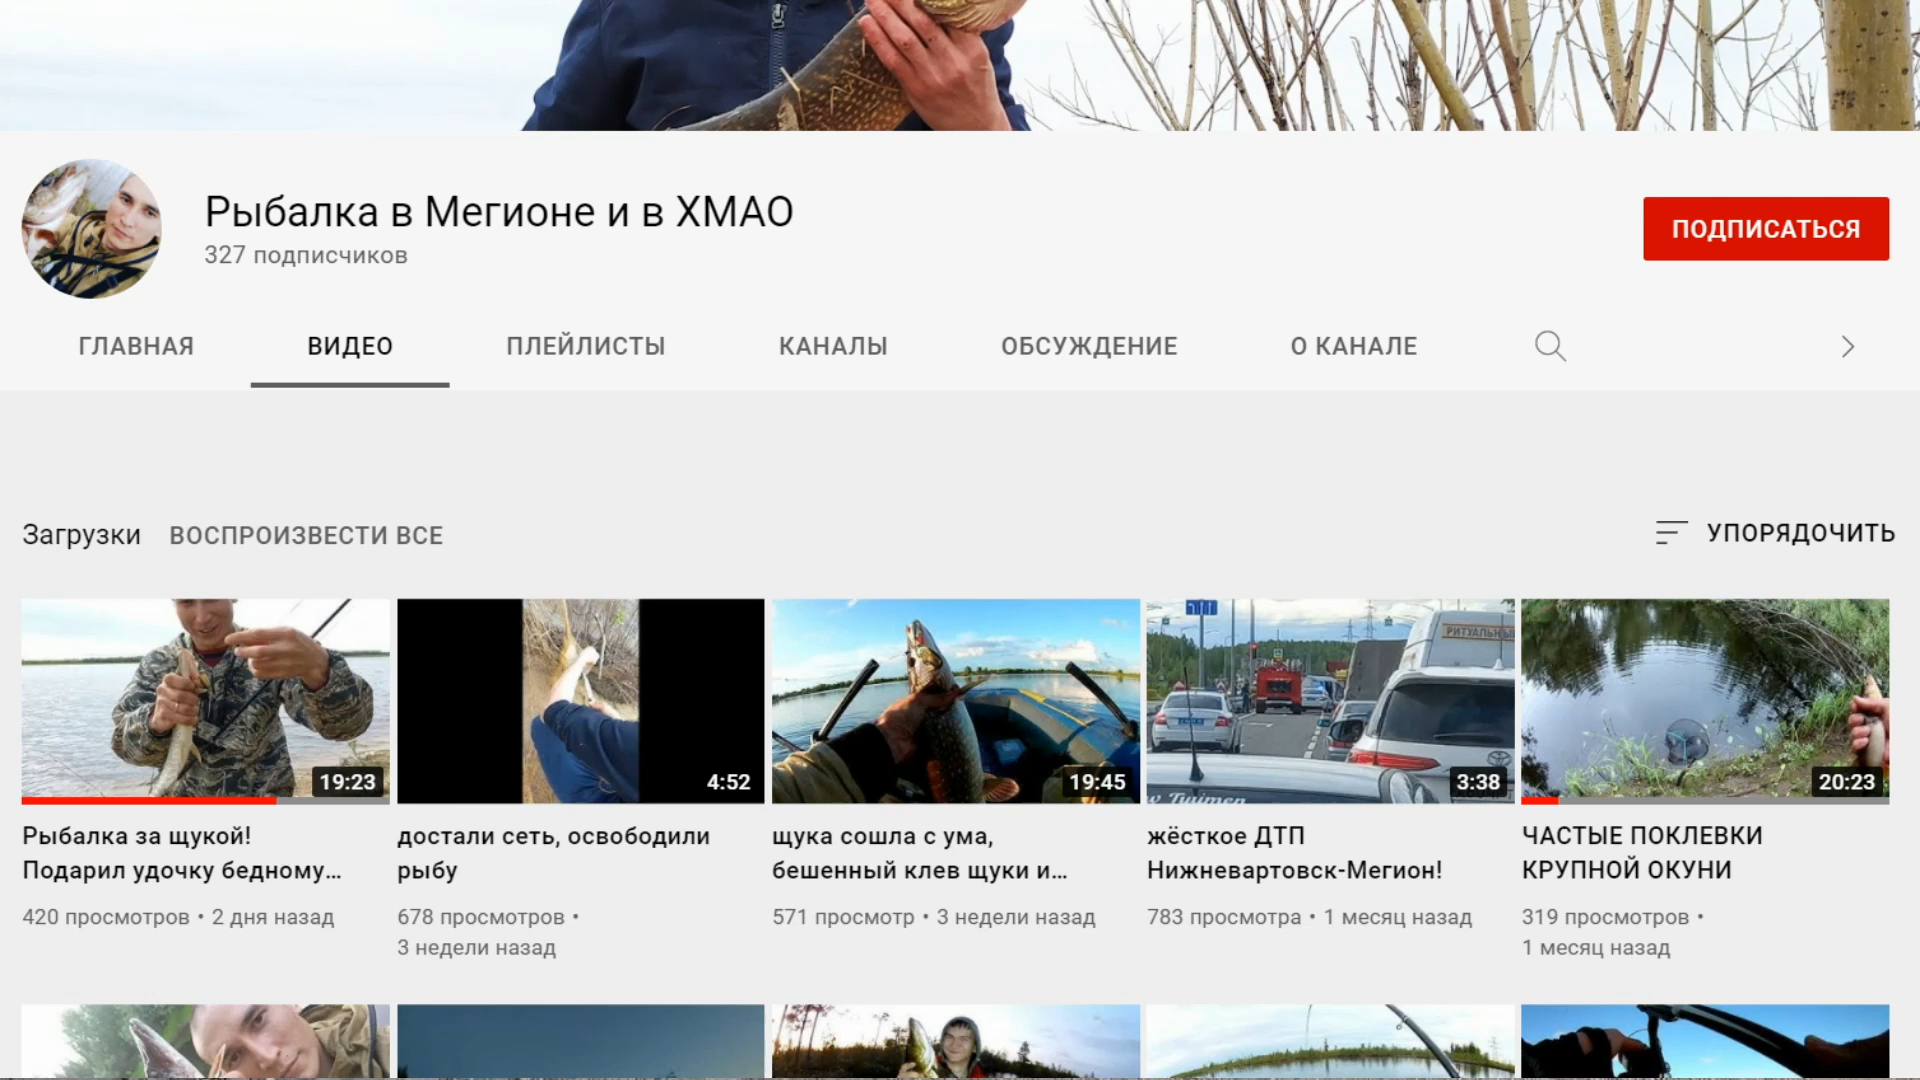 Рыбалка в Мегионе и в ХМАО
327 подписчиков
ПОДПИСАТЬСЯ
ГЛАВНАЯ
ВИДЕО
ПЛЕЙЛИСТЫ
КАНАЛЫ
ОБСУЖДЕНИЕ
О КАНАЛЕ
Загрузки
ВОСПРОИЗВЕСТИ ВСЕ
УПОРЯДОЧИТЬ
19:23
4:52
19:45
3:38
20:23
Рыбалка за щукой!
Подарил удочку бедному...
420 просмотров • 2 дня назад
достали сеть, освободили
рыбу
678 просмотров •
3 недели назад
щука сошла с ума,
бешенный клев щуки и...
571 просмотр • 3 недели назад
жёсткое ДТП
Нижневартовск-Мегион!
783 просмотра • 1 месяц назад
ЧАСТЫЕ ПОКЛЕВКИ
КРУПНОЙ ОКУНИ
319 просмотров •
1 месяц назад